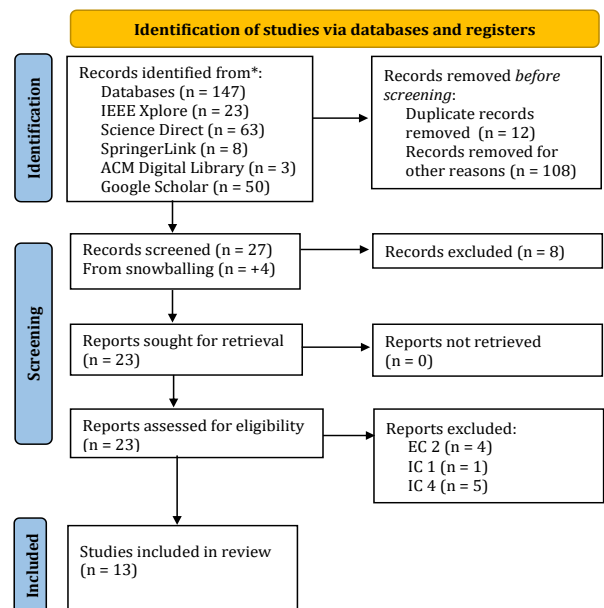 Identification of studies via databases and registers
Identification
Records identified from*:
Databases (n = 147)
IEEE Xplore (n = 23)
Science Direct (n = 63)
SpringerLink (n = 8)
ACM Digital Library (n = 3)
Google Scholar (n = 50)
Records removed before
screening:
Duplicate records
removed (n = 12)
Records removed for
other reasons (n = 108)
Screening
Records screened (n = 27)
From snowballing (n = +4)
Records excluded (n = 8)
Reports sought for retrieval
(n = 23)
Reports not retrieved
(n = 0)
Reports assessed for eligibility
(n = 23)
Reports excluded:
EC 2 (n = 4)
IC 1 (n = 1)
IC 4 (n = 5)
Included
Studies included in review
(n = 13)